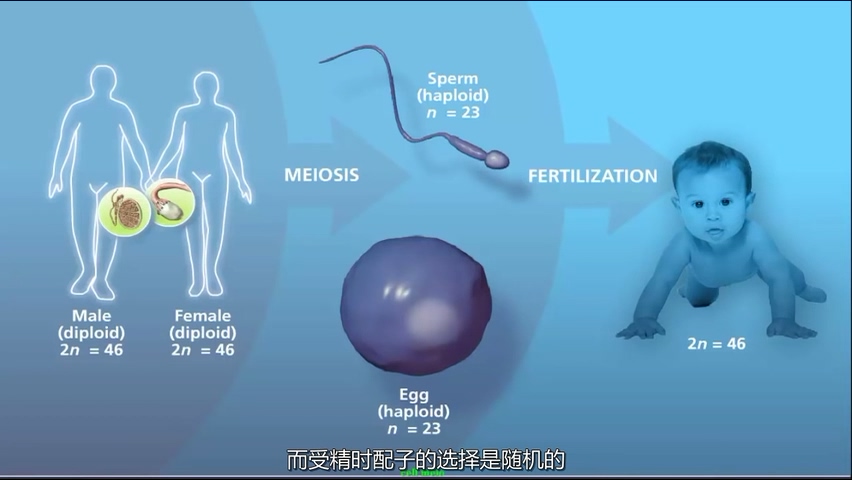 Sperm
(haploid)
n = 23
MEIOSIS
FERTILIZATION
Male
(diploid)
2n = 46
Female
(diploid)
2n = 46
2n = 46
Egg
(haploid)
n = 23
而受精时配子的选择是随机的